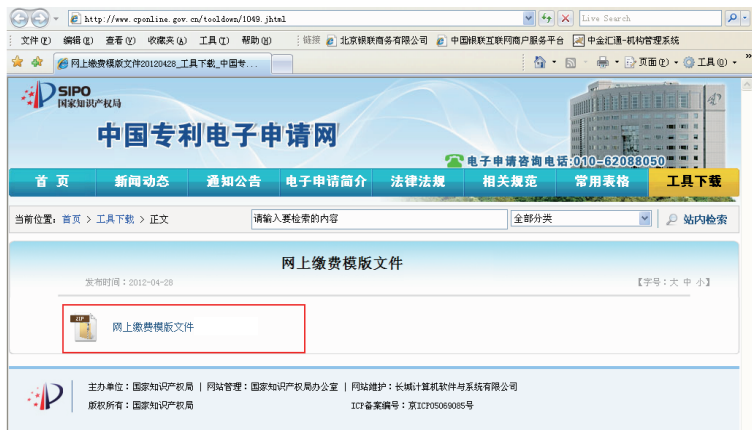 http://www.cponline.gov.cn/tooldown/1049.jhtml
Live Search
文件(F) 编辑(E) 查看(V) 收藏夹(A) 工具(T) 帮助(H) 链接 北京银联商务有限公司 中国银联互联网商户服务平台 中金汇通-机构管理系统
网上缴费模版文件20120428_工具下载_中国专... 页面(P) 工具(O)
SIPO
国家知识产权局
中国专利电子申请网
电子申请咨询电话:010-62088050
首 页 新闻动态 通知公告 电子申请简介 法律法规 相关规范 常用表格 工具下载
当前位置: 首页 > 工具下载 > 正文 请输入要检索的内容 全部分类 站内检索
网上缴费模版文件
发布时间:2012-04-28 【字号:大 中 小】
ZIP
网上缴费模版文件
主办单位:国家知识产权局 | 网站管理:国家知识产权局办公室 | 网站维护:长城计算机软件与系统有限公司
版权所有:国家知识产权局 ICP备案编号:京ICP05069085号